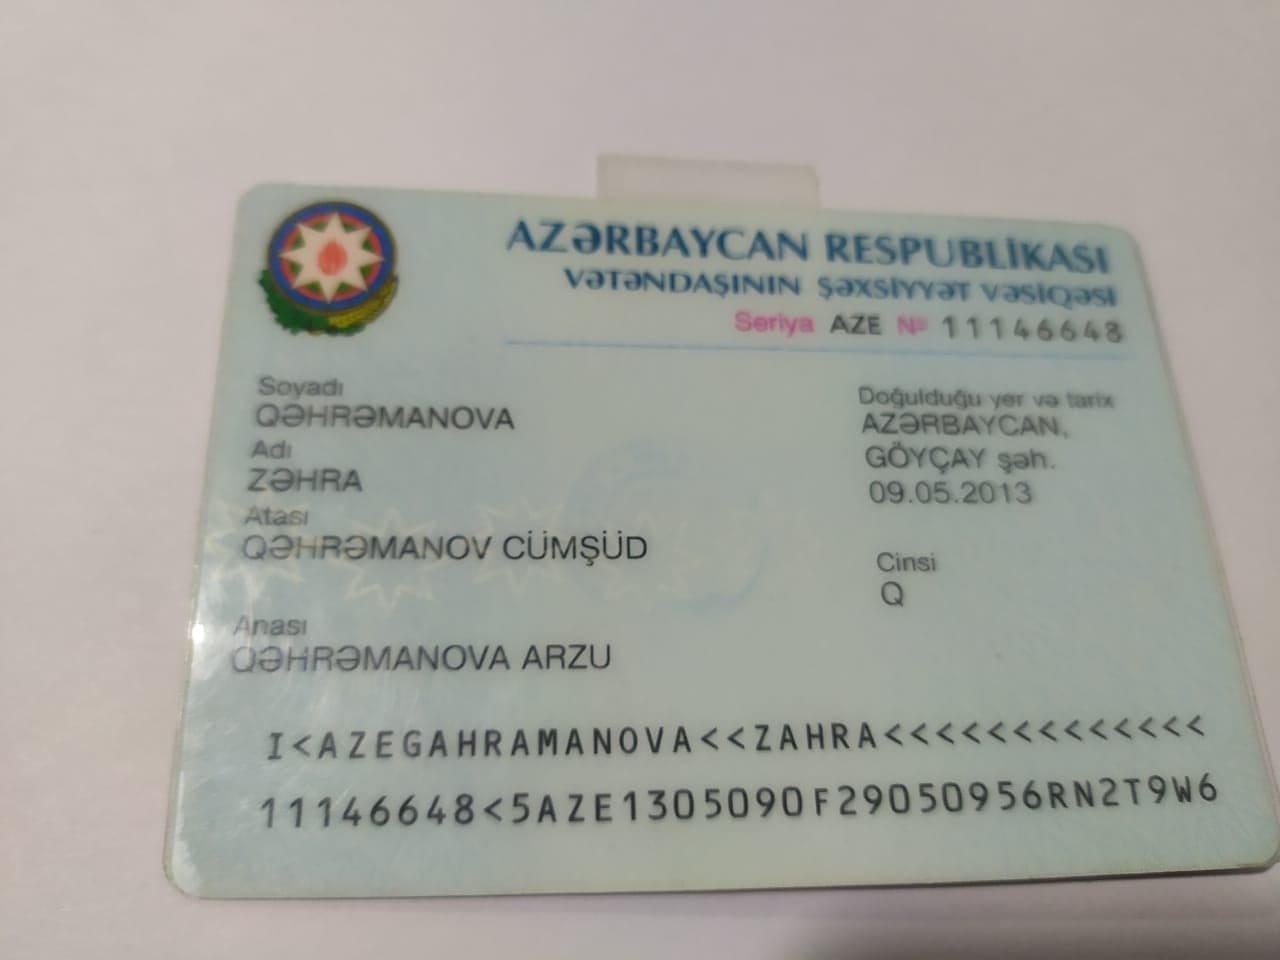 AZƏRBAYCAN RESPUBLİKASI
VƏTƏNDAŞININ ŞƏXSİYYƏT VƏSİQƏSİ
Seriya AZE № 11146648
Soyadı
QƏHRƏMANOVA
Adı
ZƏHRA
Atası
QƏHRƏMANOV CÜMŞÜD
Anası
QƏHRƏMANOVA ARZU
Doğulduğu yer və tarix
AZƏRBAYCAN,
GÖYÇAY şəh.
09.05.2013
Cinsi
Q
I<AZEGAHRAMANOVA<<ZAHRA<<<<<<<<<<<<<
11146648<5AZE1305090F29050956RN2T9W6